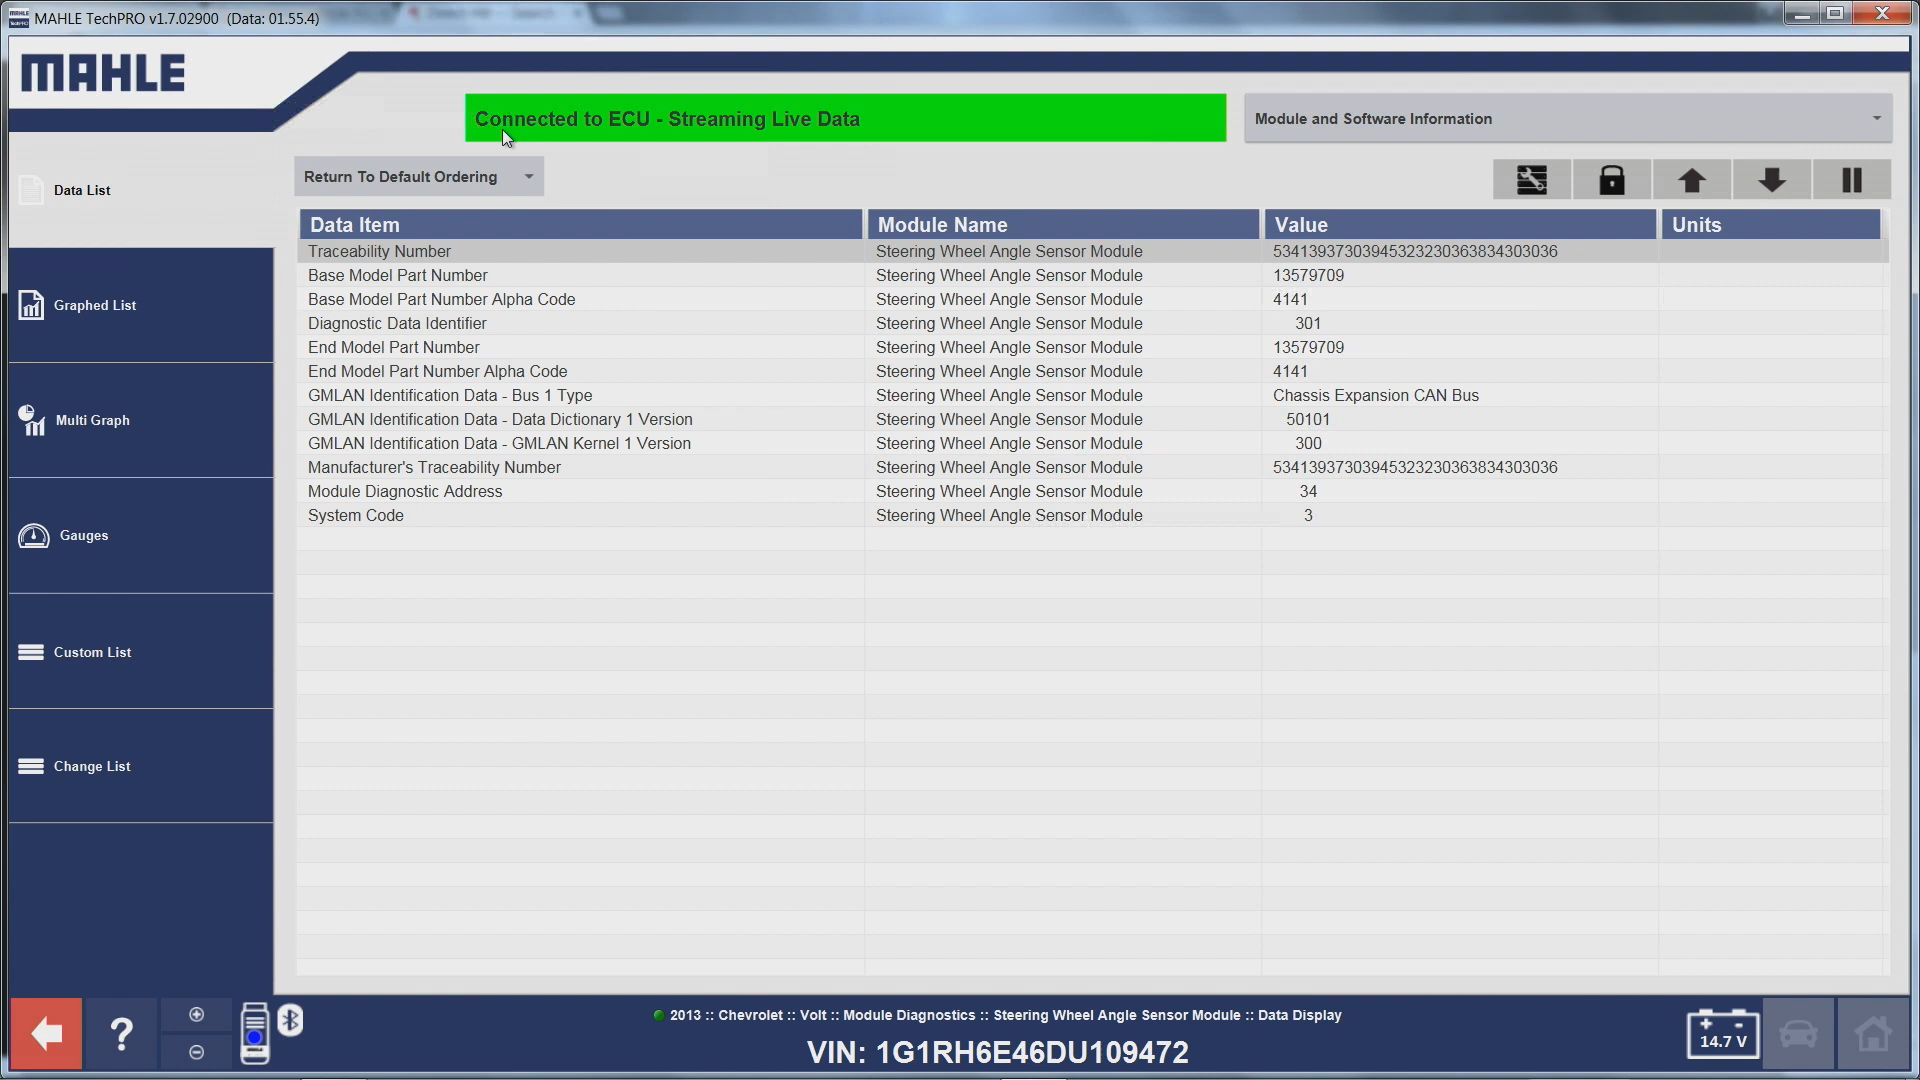 MAHLE TechPRO v1.7.02900 (Data: 01.55.4)
MAHLE
Connected to ECU - Streaming Live Data
Module and Software Information
Data List
Return To Default Ordering
Data Item Module Name Value Units
Traceability Number Steering Wheel Angle Sensor Module 53413937303945323230363834303036
Base Model Part Number Steering Wheel Angle Sensor Module 13579709
Base Model Part Number Alpha Code Steering Wheel Angle Sensor Module 4141
Diagnostic Data Identifier Steering Wheel Angle Sensor Module 301
End Model Part Number Steering Wheel Angle Sensor Module 13579709
End Model Part Number Alpha Code Steering Wheel Angle Sensor Module 4141
GMLAN Identification Data - Bus 1 Type Steering Wheel Angle Sensor Module Chassis Expansion CAN Bus
GMLAN Identification Data - Data Dictionary 1 Version Steering Wheel Angle Sensor Module 50101
GMLAN Identification Data - GMLAN Kernel 1 Version Steering Wheel Angle Sensor Module 300
Manufacturer's Traceability Number Steering Wheel Angle Sensor Module 53413937303945323230363834303036
Module Diagnostic Address Steering Wheel Angle Sensor Module 34
System Code Steering Wheel Angle Sensor Module 3
Graphed List
Multi Graph
Gauges
Custom List
Change List
2013 :: Chevrolet :: Volt :: Module Diagnostics :: Steering Wheel Angle Sensor Module :: Data Display
VIN: 1G1RH6E46DU109472
14.7 V